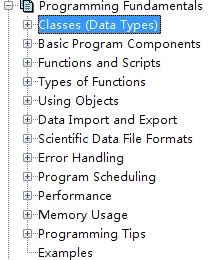 Programming Fundamentals
Classes (Data Types)
Basic Program Components
Functions and Scripts
Types of Functions
Using Objects
Data Import and Export
Scientific Data File Formats
Error Handling
Program Scheduling
Performance
Memory Usage
Programming Tips
Examples